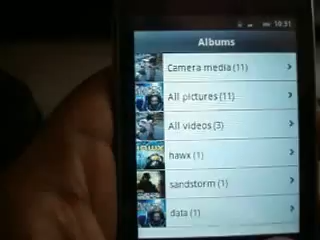 10:31
Albums
Camera media (11)
All pictures (11)
All videos (3)
hawx (1)
sandstorm (1)
data (1)